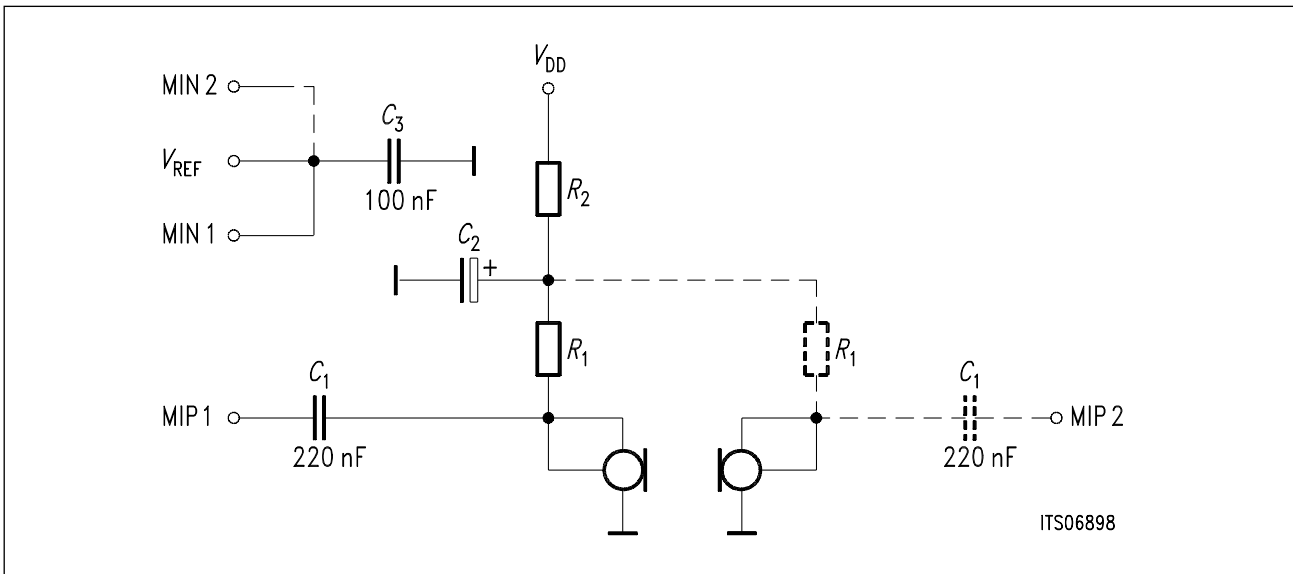 V_DD
MIN 2
C_3
V_REF
100 nF
R_2
MIN 1
C_2
+
R_1
R_1
C_1
C_1
MIP 1
MIP 2
220 nF
220 nF
ITS06898